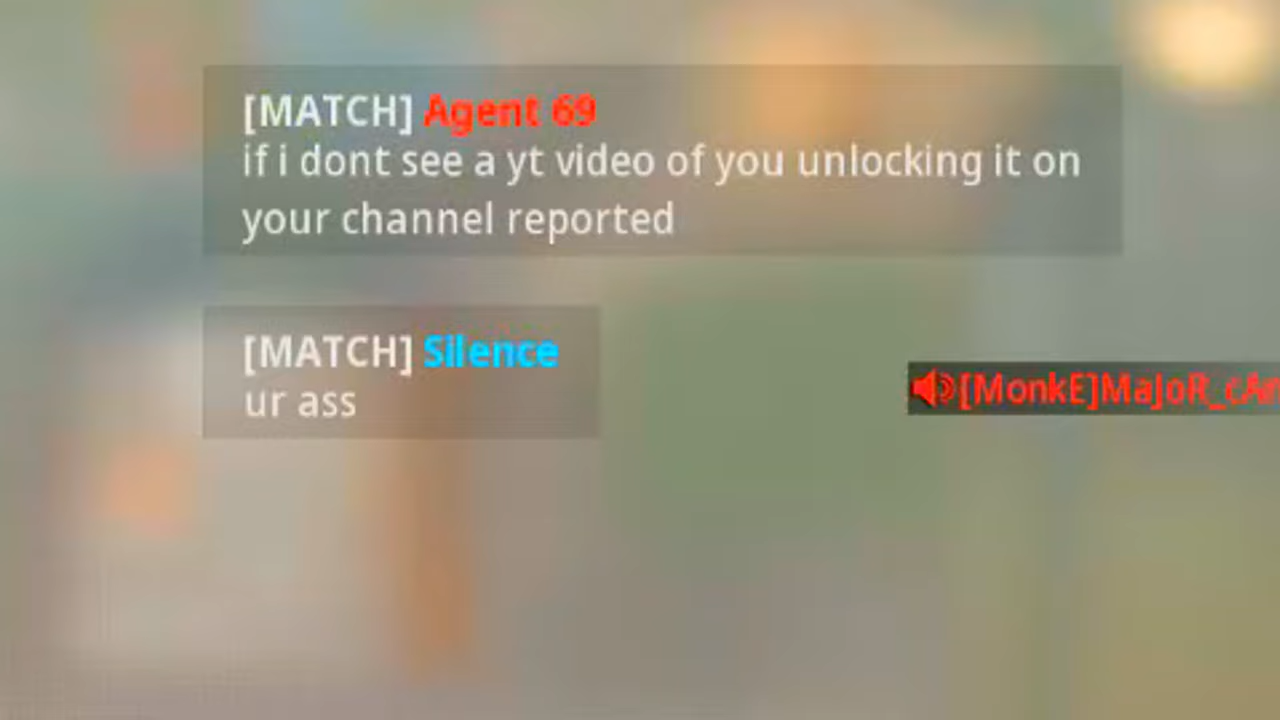 [MATCH] Agent 69
if i dont see a yt video of you unlocking it on
your channel reported
[MATCH] Silence
ur ass
[MonkE]MaJoR_cA